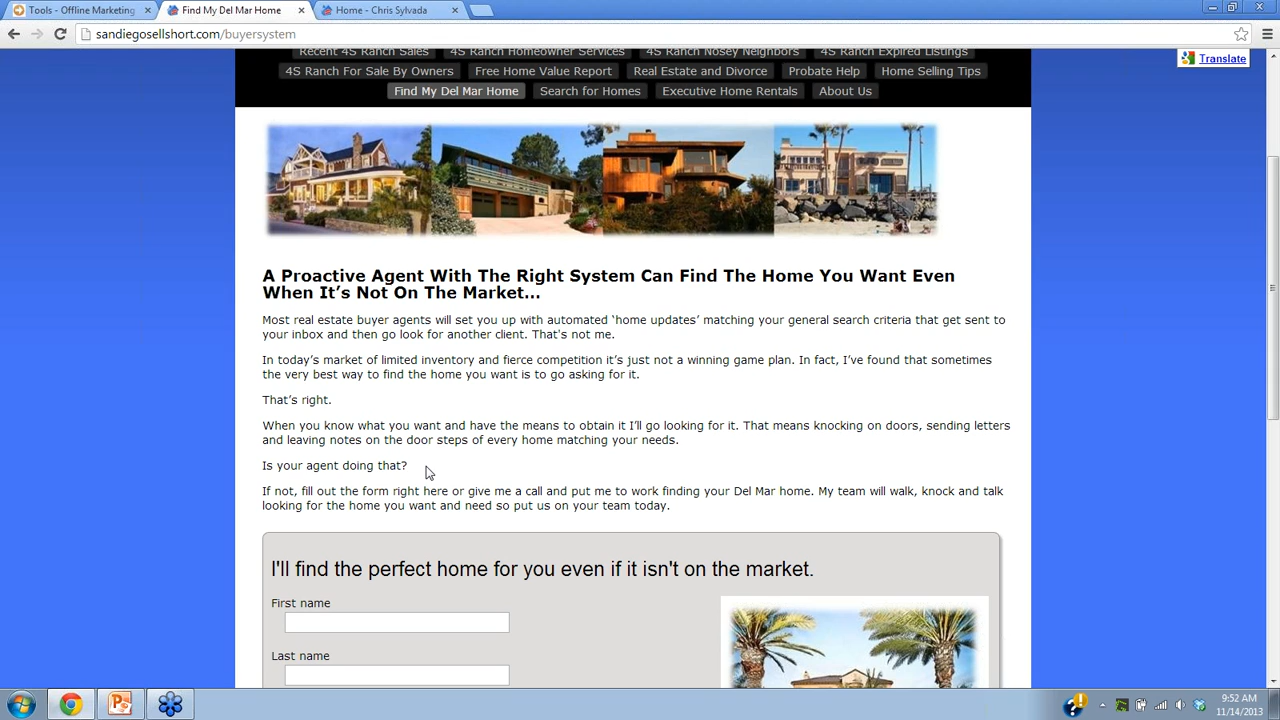 Tools - Offline Marketing
Find My Del Mar Home
Home - Chris Sylvada
sandiegosellshort.com/buyersystem
Translate
Recent 4S Ranch Sales 4S Ranch Homeowner Services 4S Ranch Nosey Neighbors 4S Ranch Expired Listings
4S Ranch For Sale By Owners Free Home Value Report Real Estate and Divorce Probate Help Home Selling Tips
Find My Del Mar Home Search for Homes Executive Home Rentals About Us
A Proactive Agent With The Right System Can Find The Home You Want Even
When It’s Not On The Market…
Most real estate buyer agents will set you up with automated ‘home updates’ matching your general search criteria that get sent to
your inbox and then go look for another client. That’s not me.
In today’s market of limited inventory and fierce competition it’s just not a winning game plan. In fact, I’ve found that sometimes
the very best way to find the home you want is to go asking for it.
That’s right.
When you know what you want and have the means to obtain it I’ll go looking for it. That means knocking on doors, sending letters
and leaving notes on the door steps of every home matching your needs.
Is your agent doing that?
If not, fill out the form right here or give me a call and put me to work finding your Del Mar home. My team will walk, knock and talk
looking for the home you want and need so put us on your team today.
I'll find the perfect home for you even if it isn't on the market.
First name
Last name
9:52 AM
11/14/2013